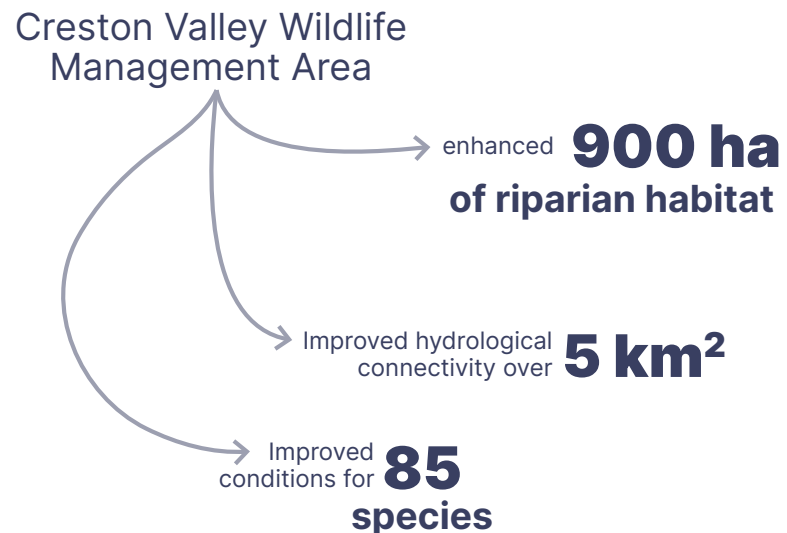 Creston Valley Wildlife
Management Area
enhanced 900 ha
of riparian habitat
Improved hydrological
connectivity over 5 km²
Improved
conditions for 85
species